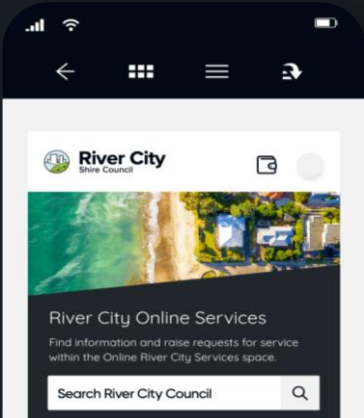 River City
Shire Council
River City Online Services
Find information and raise requests for service
within the Online River City Services space.
Search River City Council